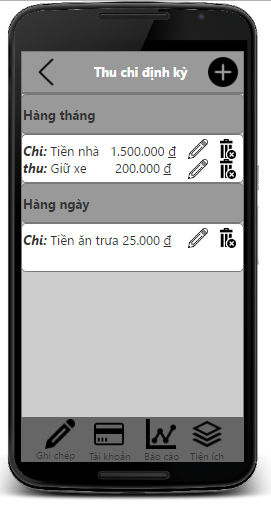 Thu chi định kỳ
Hàng tháng
Chi: Tiền nhà 1.500.000 đ
thu: Giữ xe 200.000 đ
Hàng ngày
Chi: Tiền ăn trưa 25.000 đ
Ghi chép Tài khoản Báo cáo Tiện ích